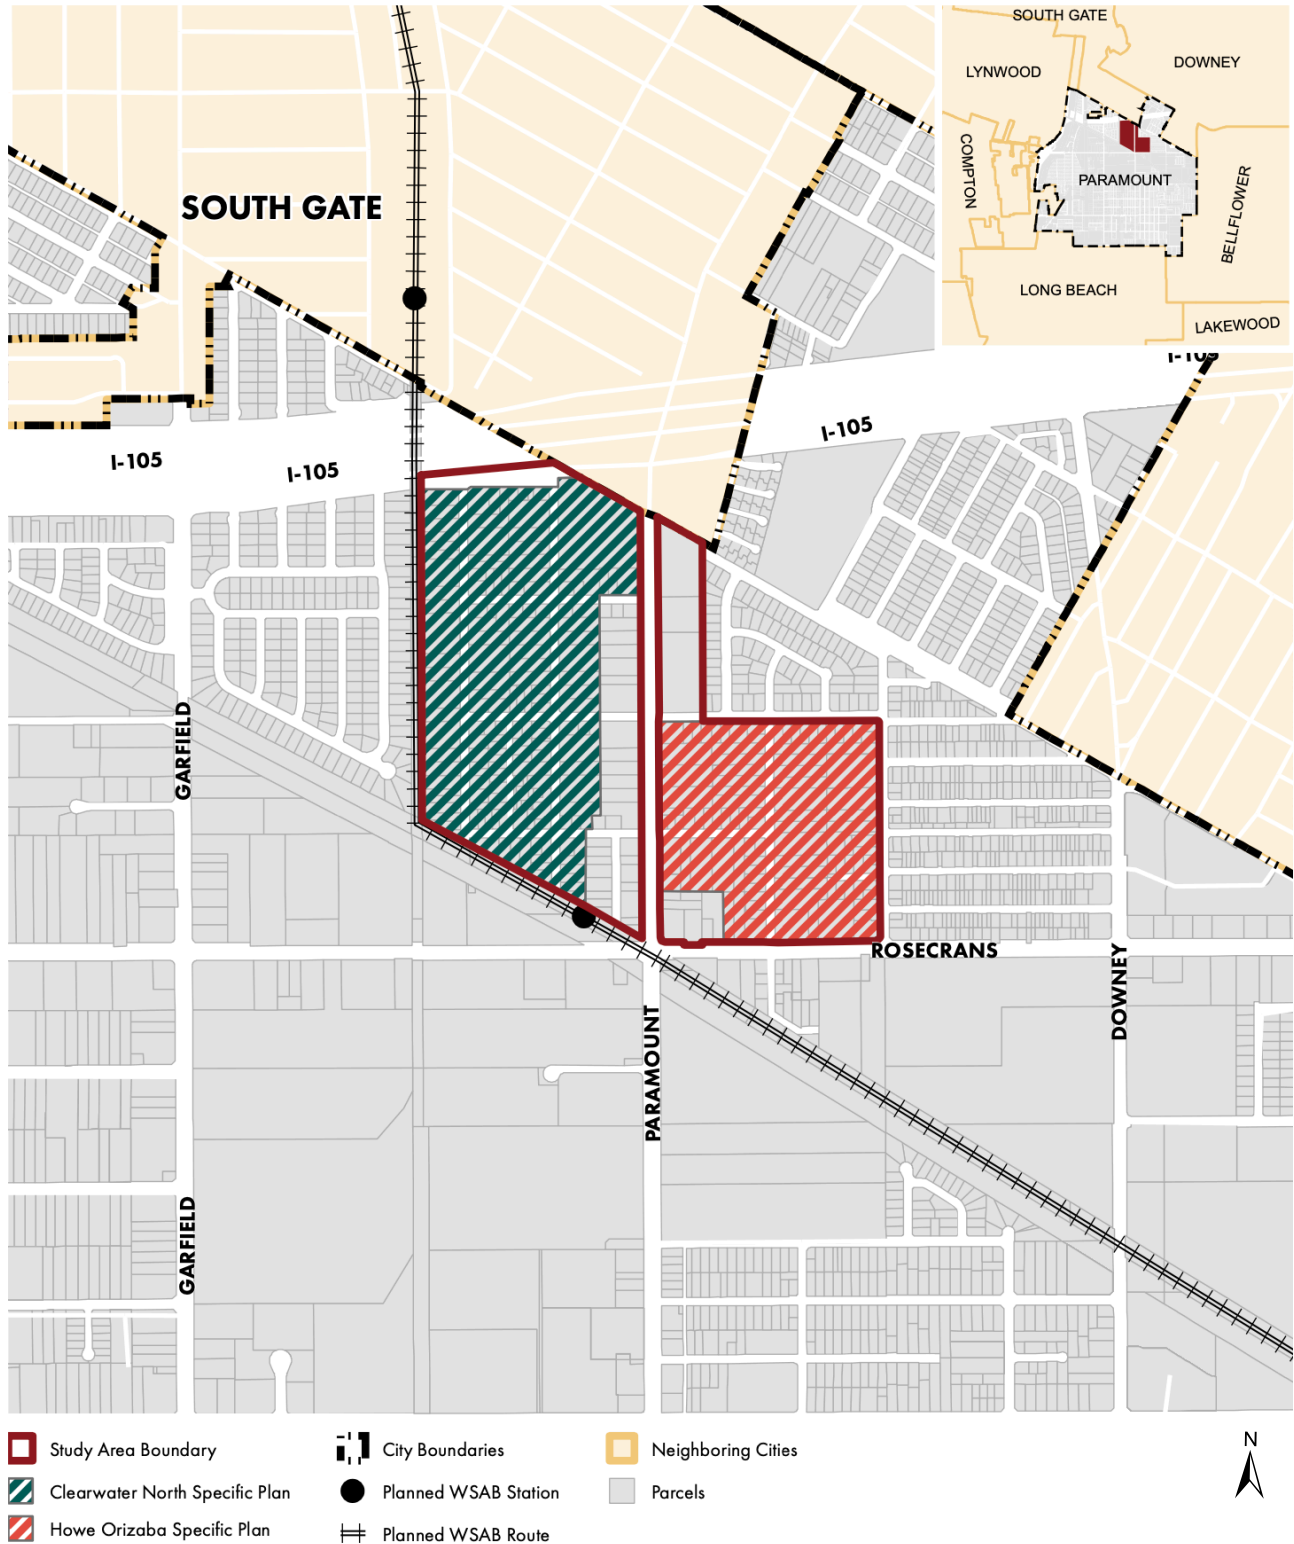 SOUTH GATE
DOWNEY
LYNWOOD
COMPTON
PARAMOUNT
BELLFLOWER
LONG BEACH
LAKEWOOD
SOUTH GATE
I-105
I-105
I-105
I-105
GARFIELD
ROSECRANS
DOWNEY
PARAMOUNT
GARFIELD
Study Area Boundary
Clearwater North Specific Plan
Howe Orizaba Specific Plan
City Boundaries
Planned WSAB Station
Planned WSAB Route
Neighboring Cities
Parcels
N